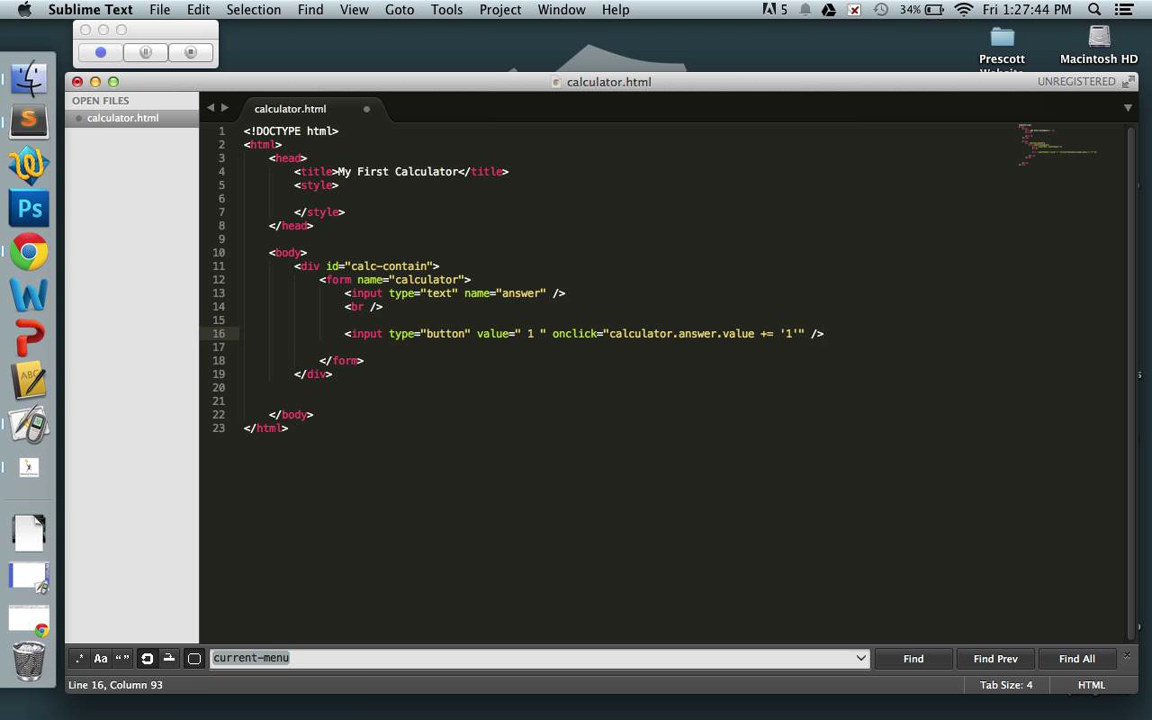 Sublime Text File Edit Selection Find View Goto Tools Project Window Help 5 34% Fri 1:27:44 PM
Prescott
Macintosh HD
calculator.html
UNREGISTERED
OPEN FILES
calculator.html
calculator.html
1 <!DOCTYPE html>
2 <html>
3 <head>
4 <title>My First Calculator</title>
5 <style>
6
7 </style>
8 </head>
9
10 <body>
11 <div id="calc-contain">
12 <form name="calculator">
13 <input type="text" name="answer" />
14 <br />
15
16 <input type="button" value=" 1 " onclick="calculator.answer.value += '1'" />
17
18 </form>
19 </div>
20
21
22 </body>
23 </html>
.* Aa “ ” current-menu Find Find Prev Find All
Line 16, Column 93 Tab Size: 4 HTML